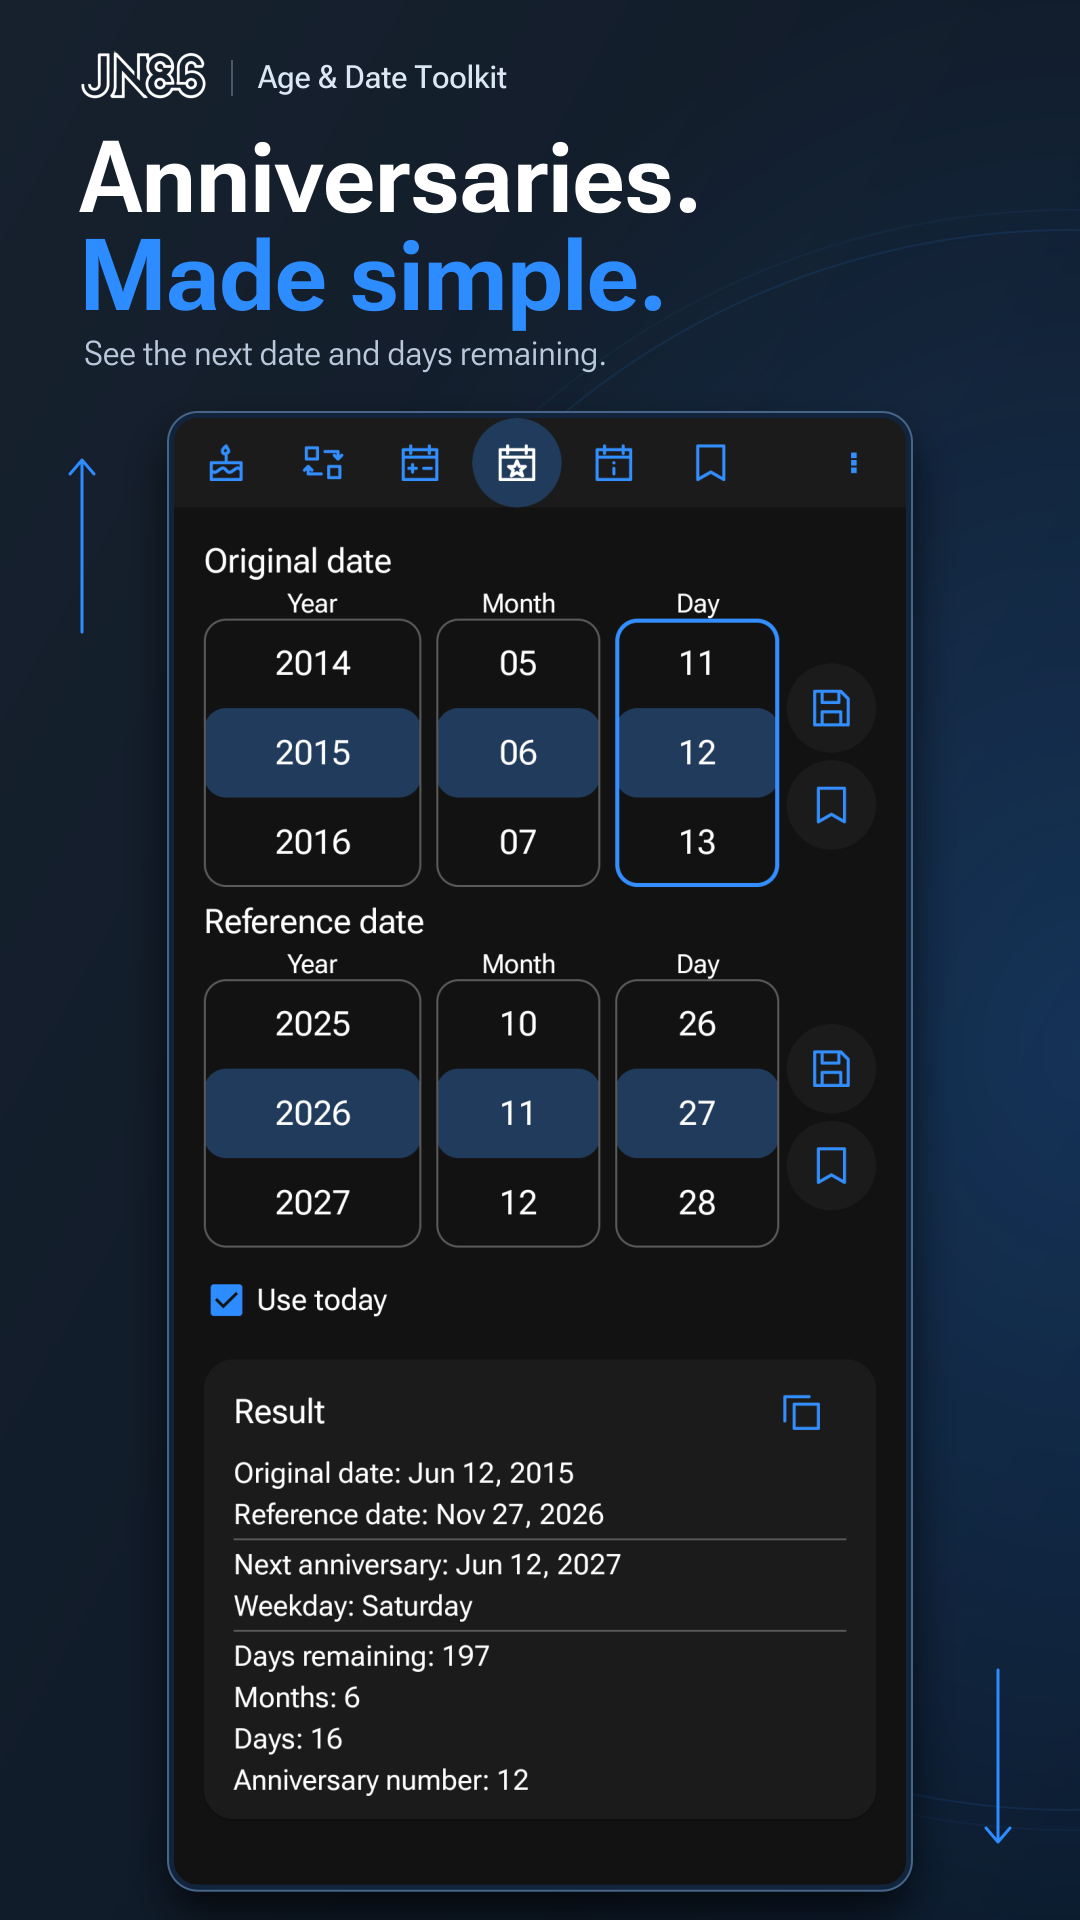 JN86
Age & Date Toolkit
Anniversaries.
Made simple.
See the next date and days remaining.
Original date
Year Month Day
2014 05 11
2015 06 12
2016 07 13
Reference date
Year Month Day
2025 10 26
2026 11 27
2027 12 28
Use today
Result
Original date: Jun 12, 2015
Reference date: Nov 27, 2026
Next anniversary: Jun 12, 2027
Weekday: Saturday
Days remaining: 197
Months: 6
Days: 16
Anniversary number: 12